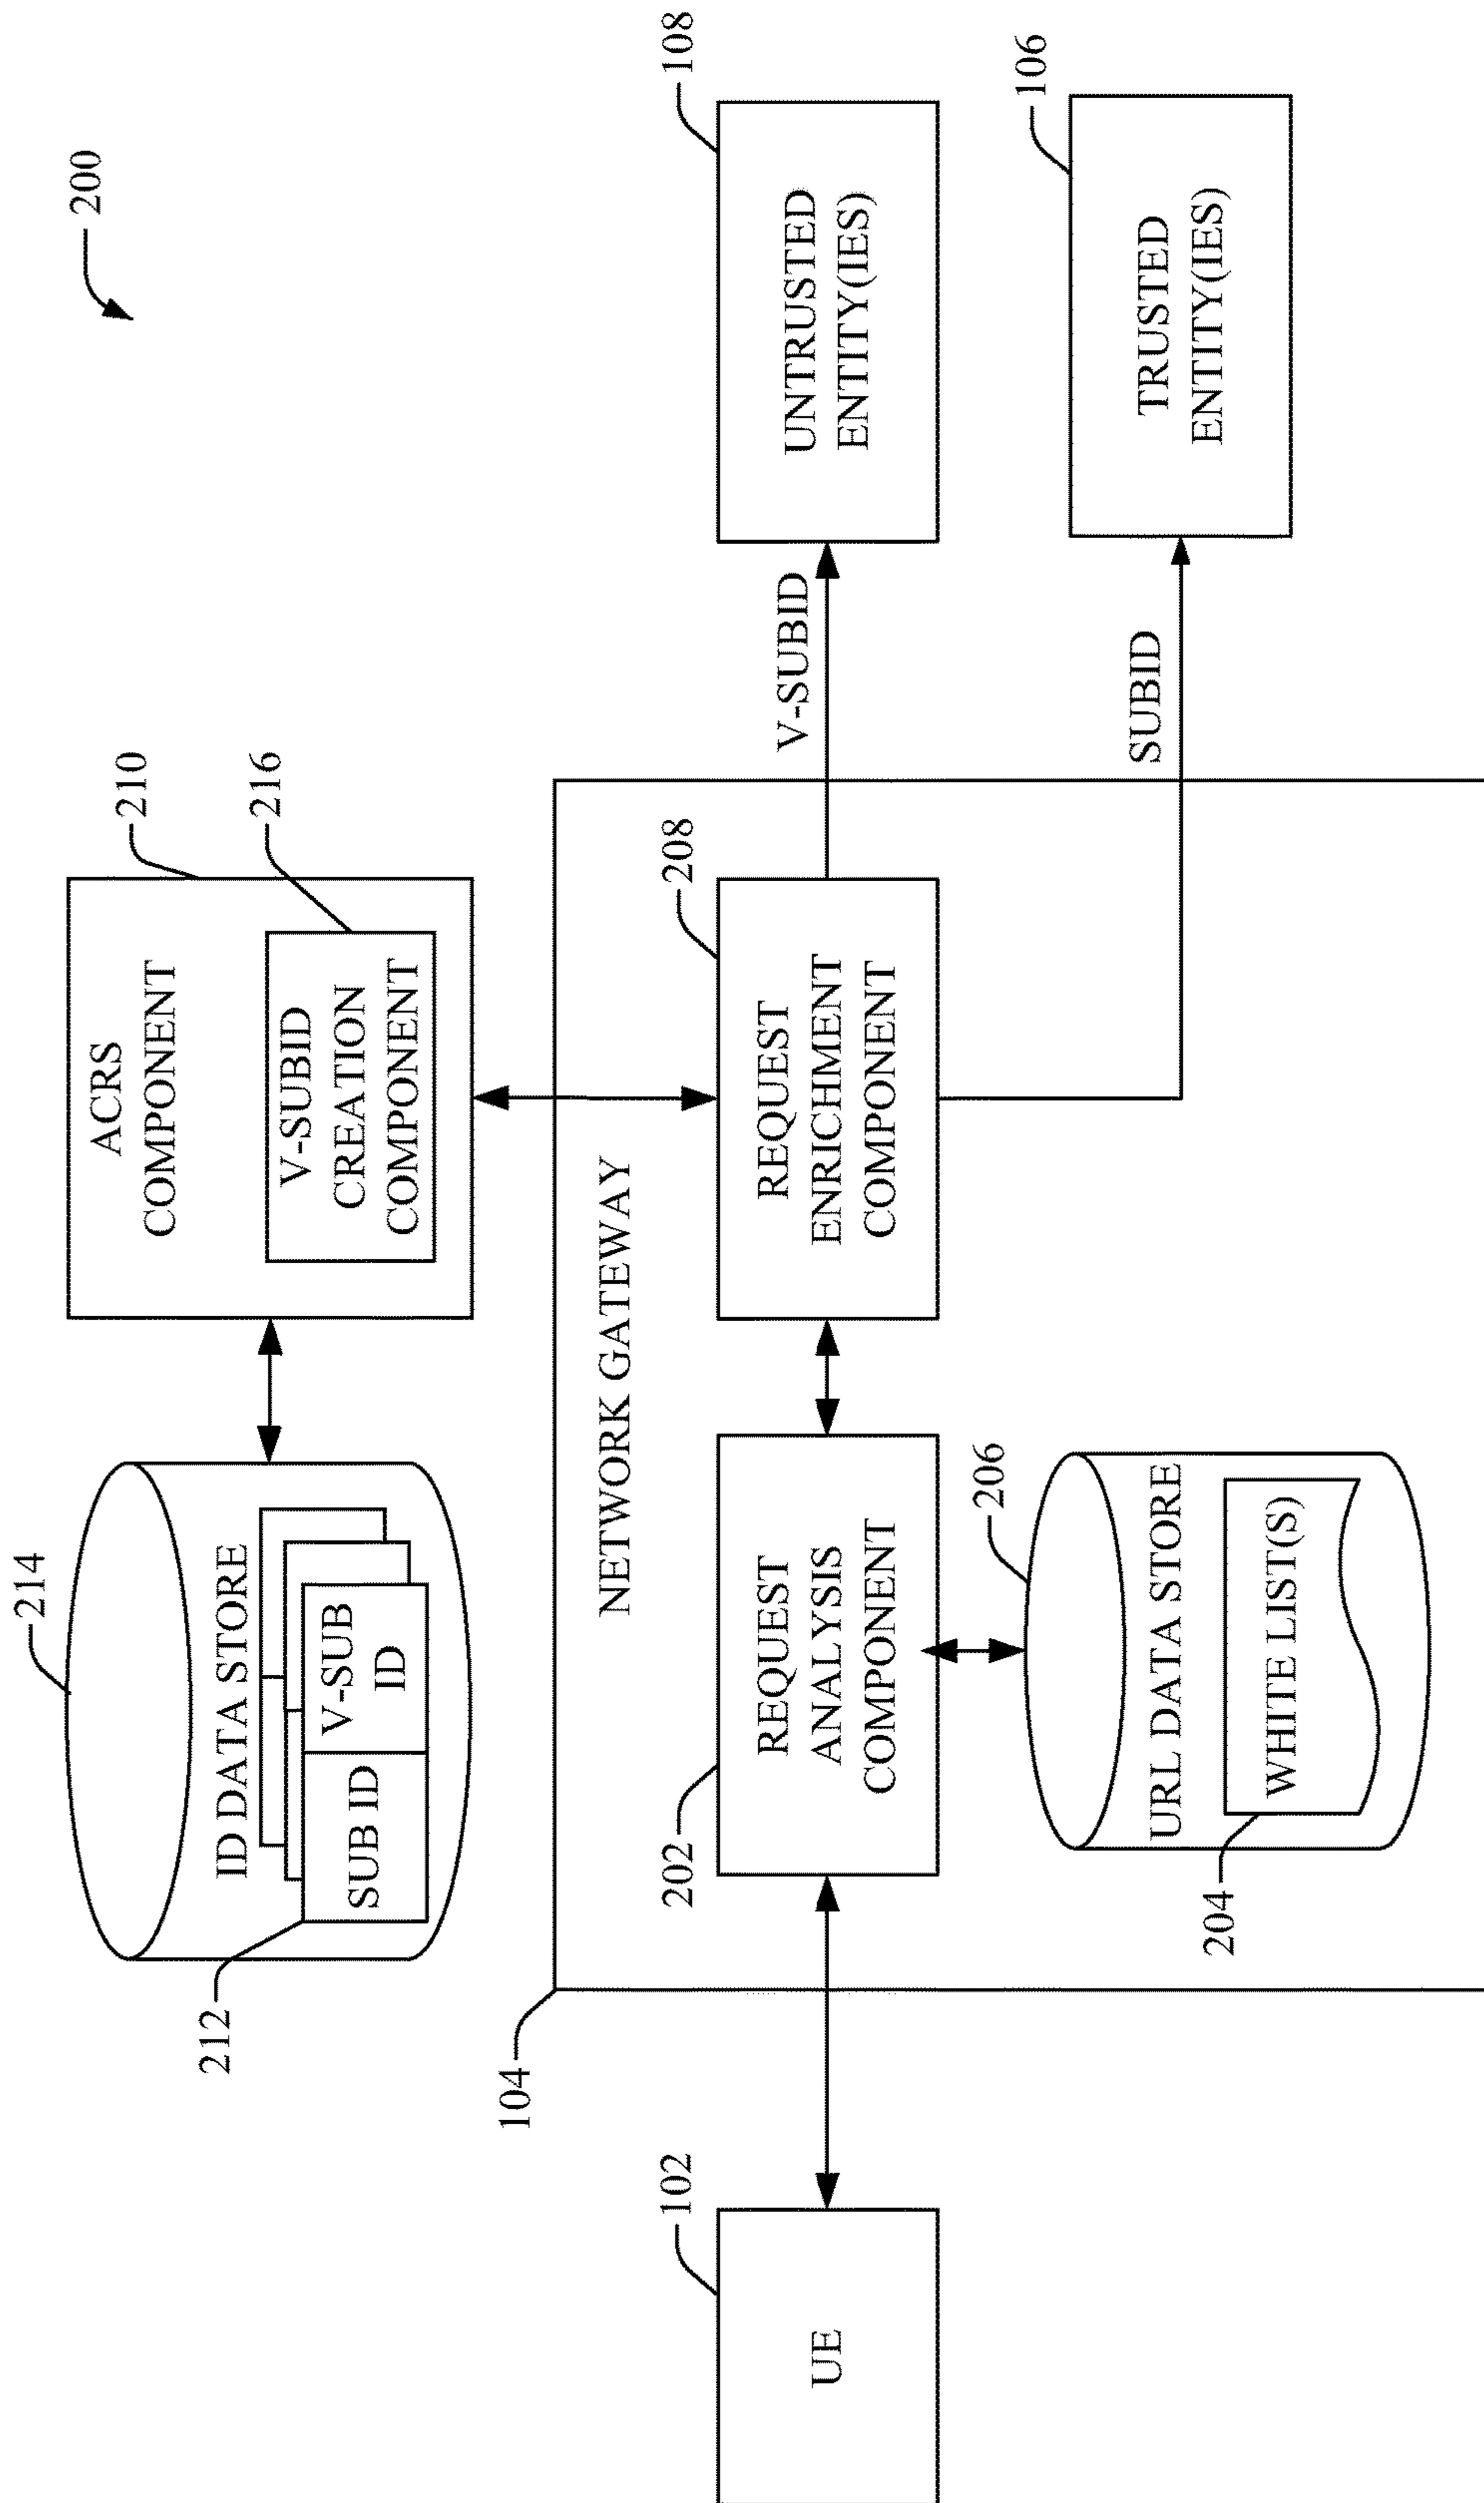 200
214
ID DATA STORE
SUB ID
V-SUB
ID
212
210
ACRS
COMPONENT
216
V-SUBID
CREATION
COMPONENT
104
NETWORK GATEWAY
102
UE
202
REQUEST
ANALYSIS
COMPONENT
208
REQUEST
ENRICHMENT
COMPONENT
V-SUBID
108
UNTRUSTED
ENTITY(IES)
206
URL DATA STORE
204
WHITE LIST(S)
SUBID
106
TRUSTED
ENTITY(IES)